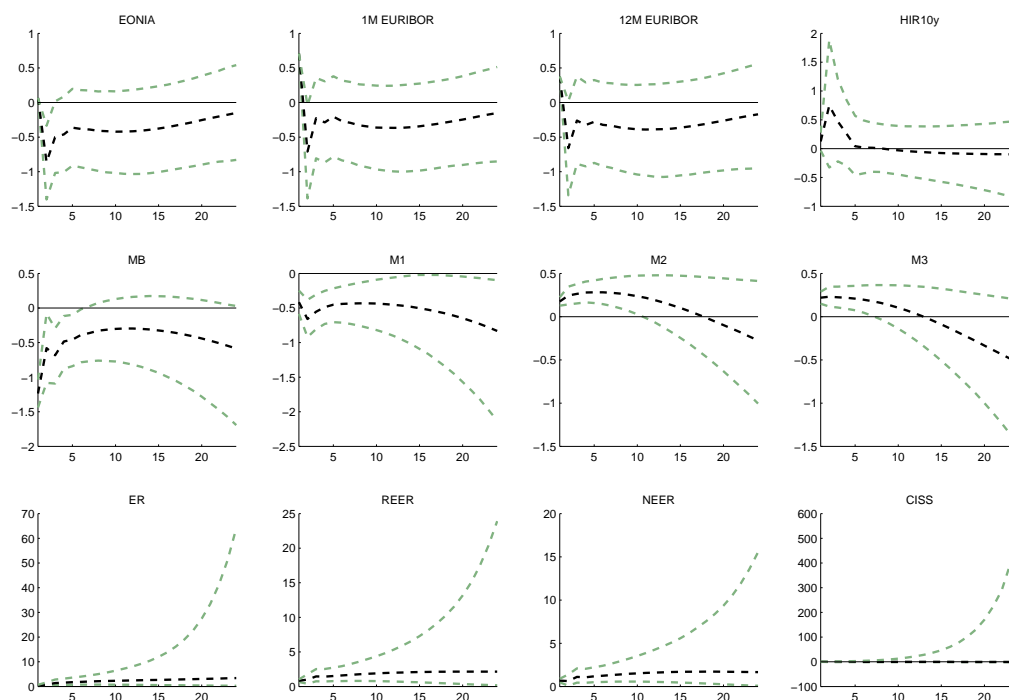 EONIA 1M EURIBOR 12M EURIBOR HIR10y
1 1 1 2
0.5 0.5 0.5 1.5
1
0 0 0 0.5
−0.5 −0.5 −0.5 0
−1 −1 −1 −0.5
−1.5 −1.5 −1.5 −1
5 10 15 20 5 10 15 20 5 10 15 20 5 10 15 20
MB M1 M2 M3
0.5 0 0.5 0.5
0 −0.5 0 0
−0.5 −1 −0.5 −0.5
−1 −1.5 −1 −1
−1.5 −2
−2 −2.5 −1.5 −1.5
5 10 15 20 5 10 15 20 5 10 15 20 5 10 15 20
ER REER NEER CISS
70 25 20 600
60 20 15 500
50 400
40 15 10 300
30 10 200
20 5 100
10 5 0
0 0 0 −100
5 10 15 20 5 10 15 20 5 10 15 20 5 10 15 20